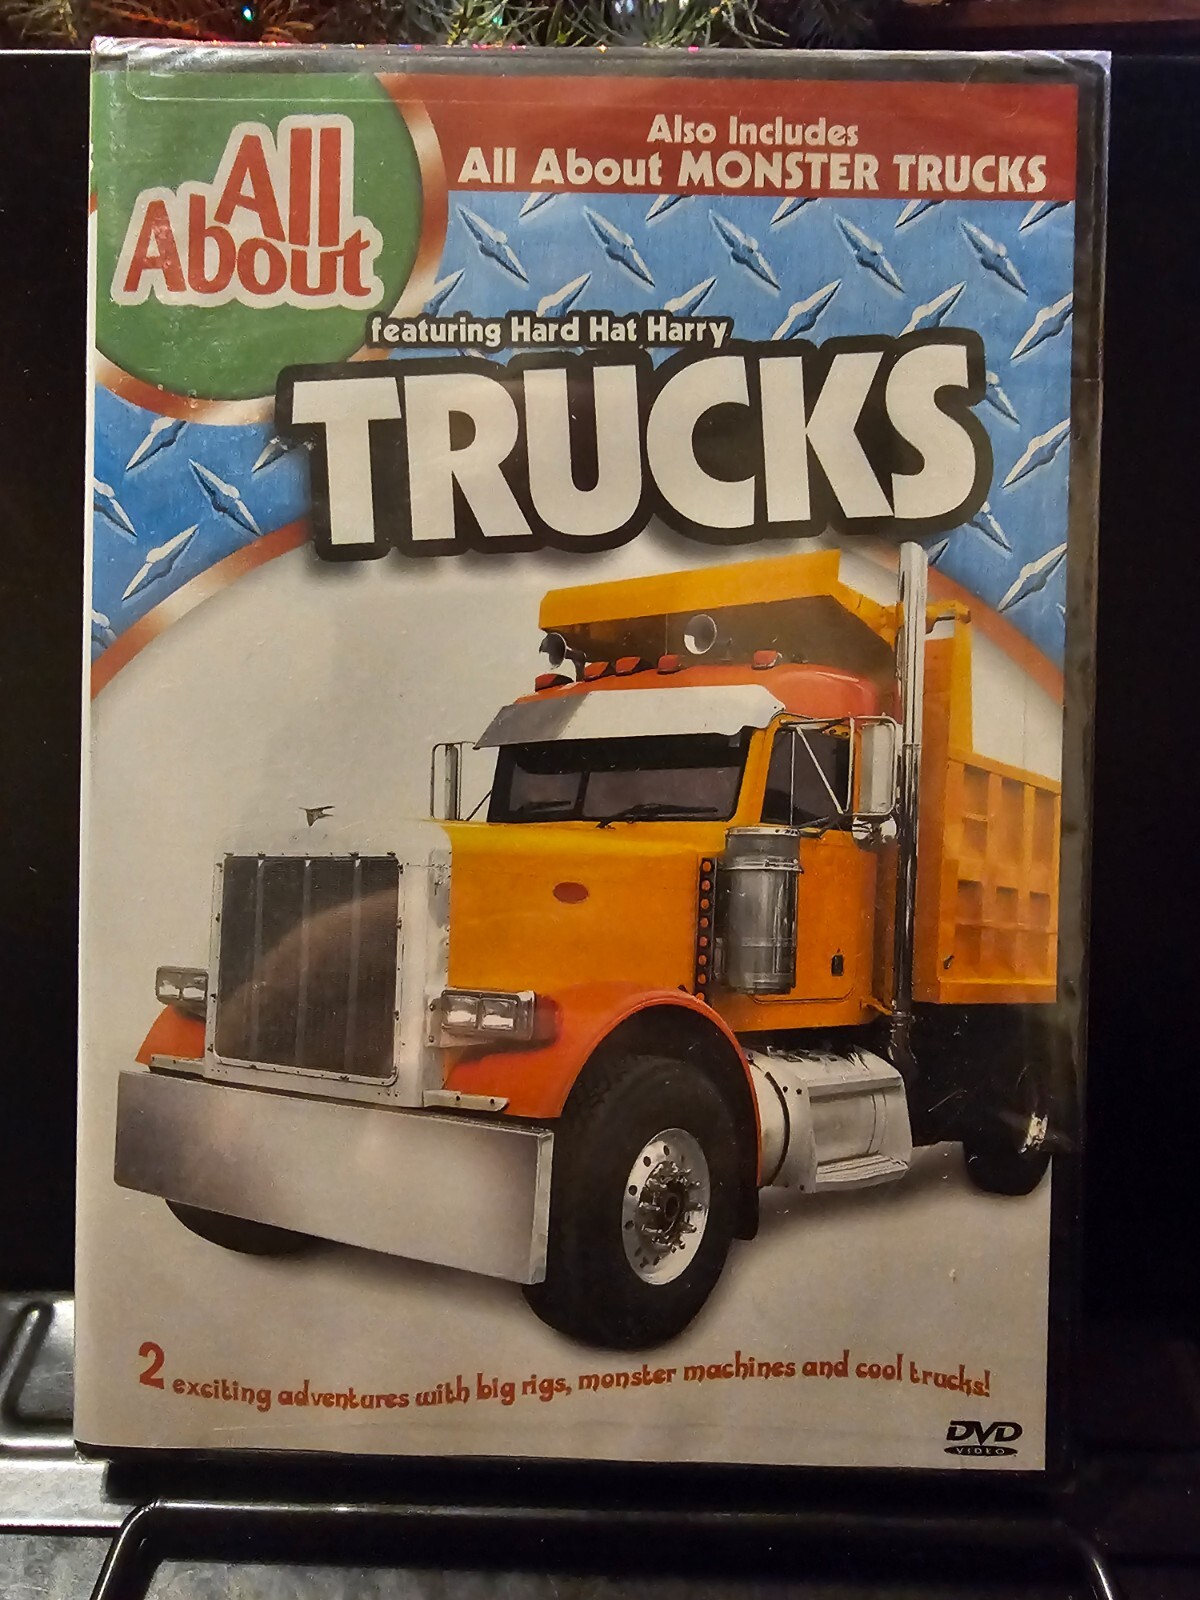 Also Includes
All About MONSTER TRUCKS
All
About
featuring Hard Hat Harry
TRUCKS
2 exciting adventures with big rigs, monster machines and cool trucks!
DVD
VIDEO